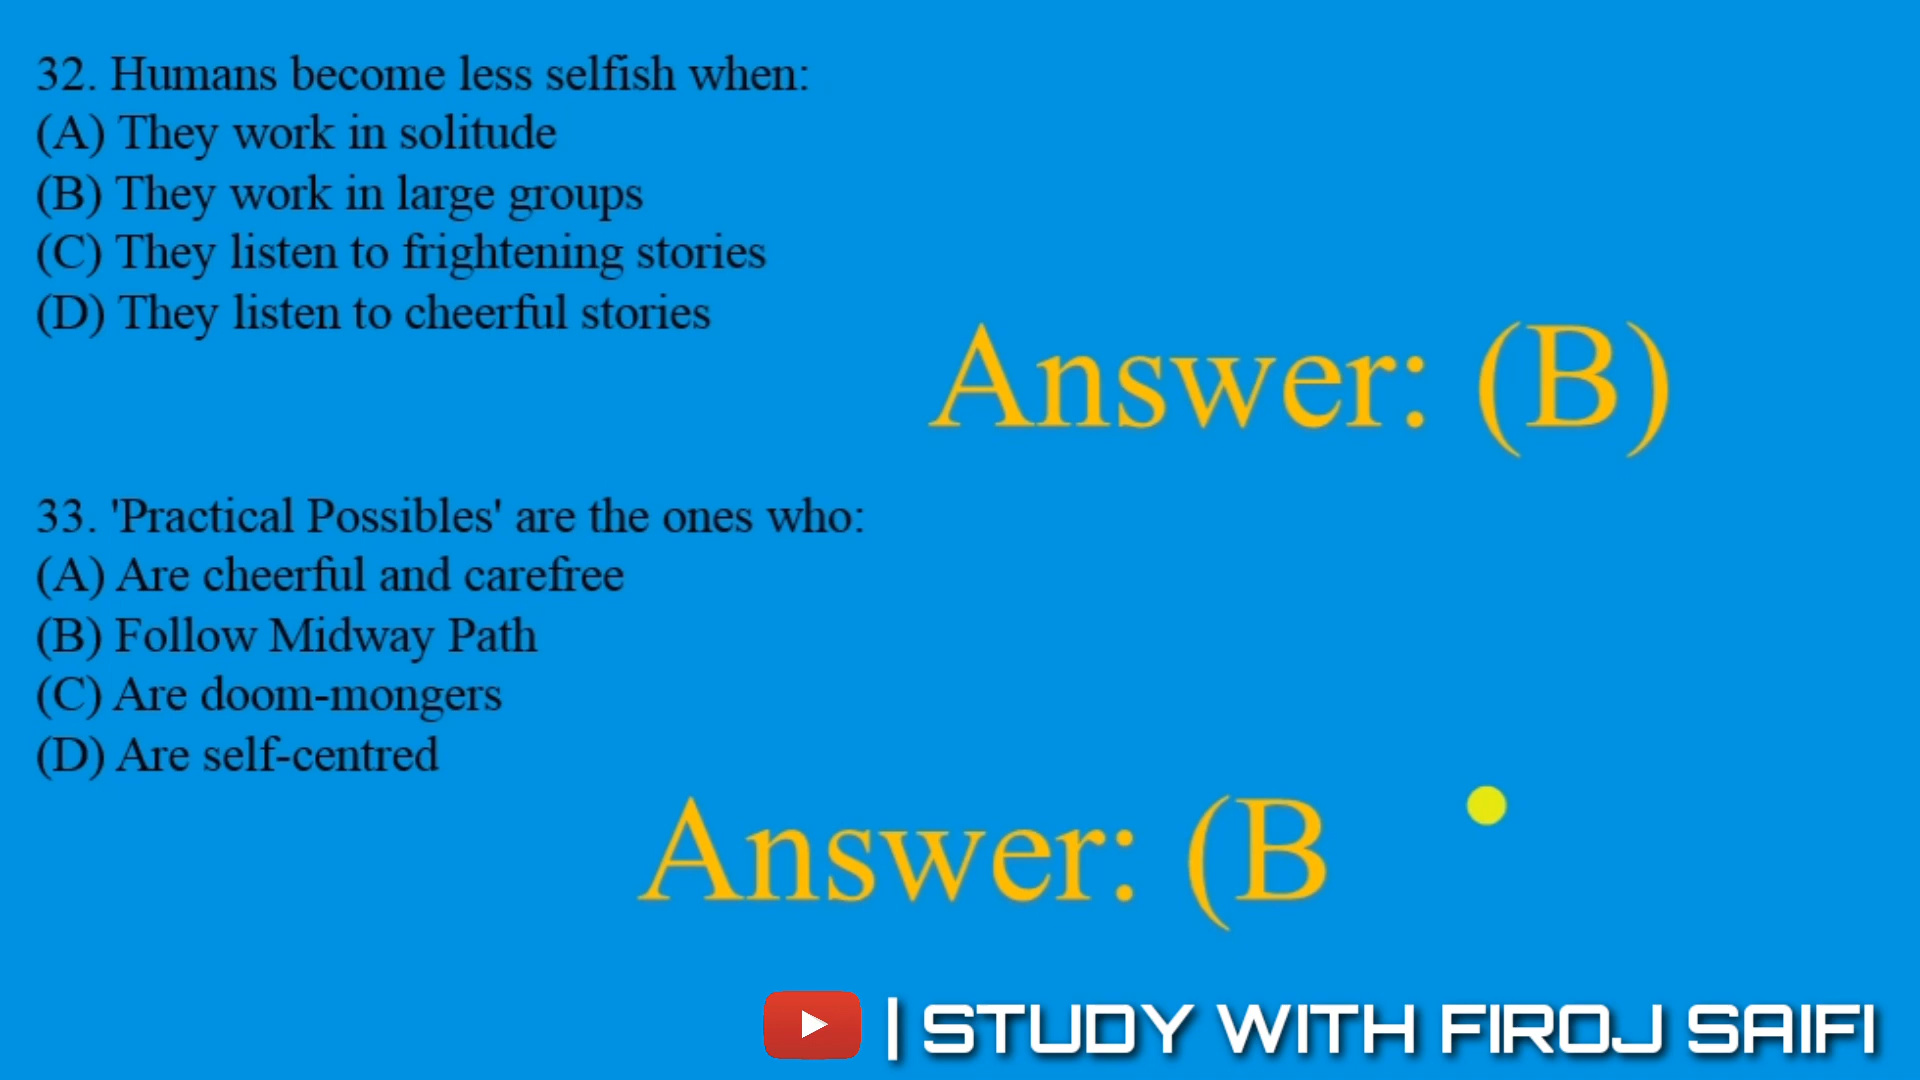 32. Humans become less selfish when:
(A) They work in solitude
(B) They work in large groups
(C) They listen to frightening stories
(D) They listen to cheerful stories
Answer: (B)
33. 'Practical Possibles' are the ones who:
(A) Are cheerful and carefree
(B) Follow Midway Path
(C) Are doom-mongers
(D) Are self-centred
Answer: (B
| STUDY WITH FIROJ SAIFI